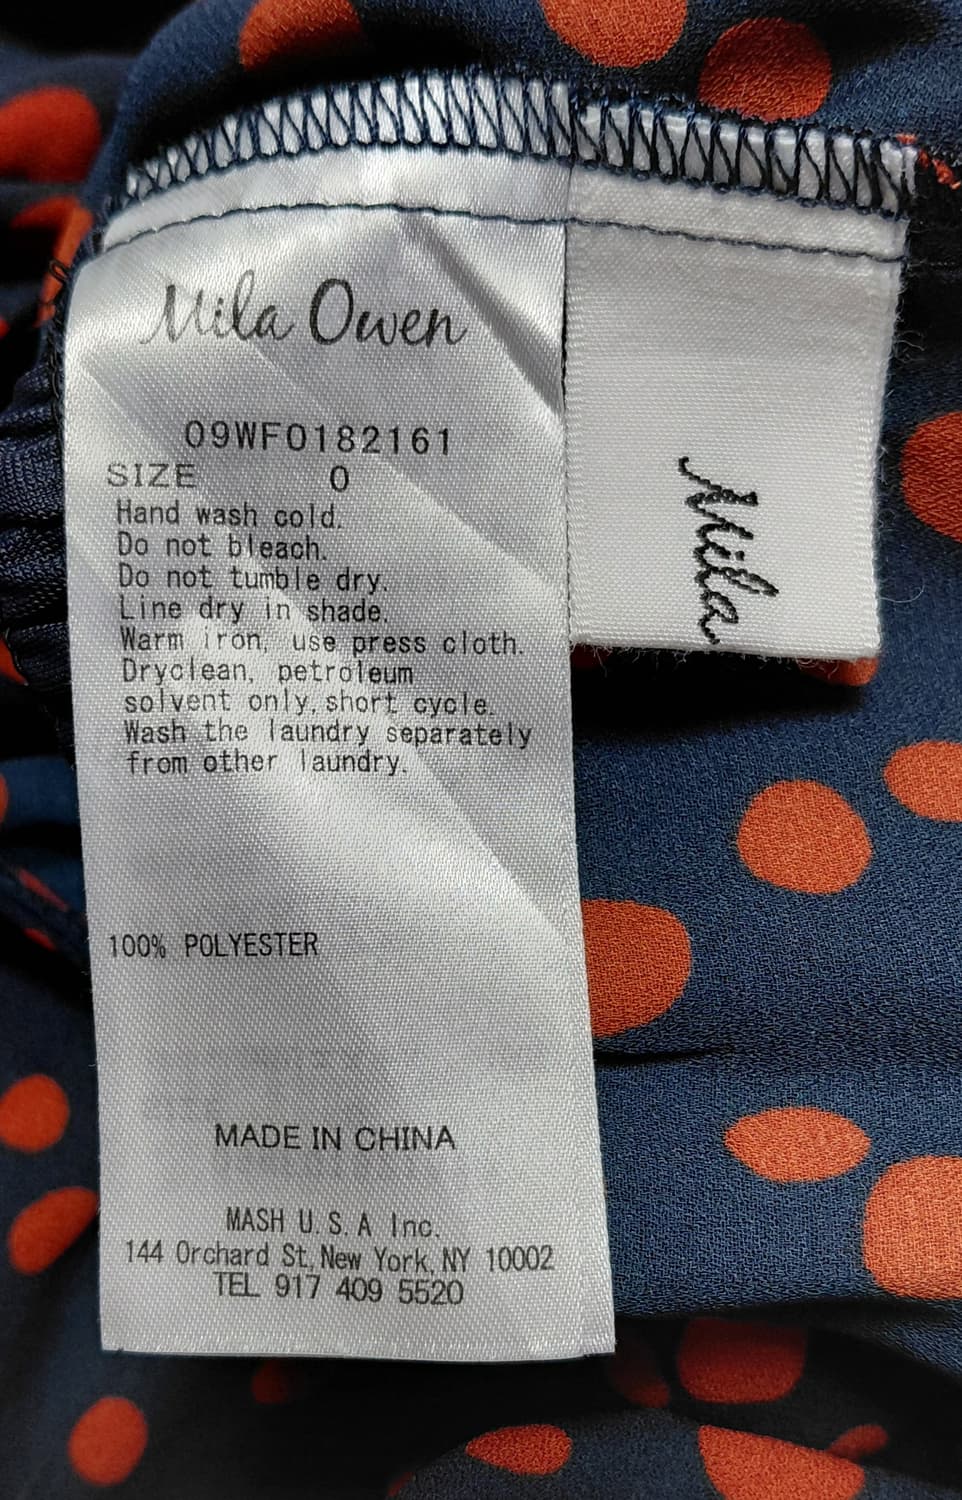 Mila Owen
09WF0182161
SIZE 0
Hand wash cold.
Do not bleach.
Do not tumble dry.
Line dry in shade.
Warm iron, use press cloth.
Dryclean, petroleum
solvent only, short cycle.
Wash the laundry separately
from other laundry.
100% POLYESTER
MADE IN CHINA
MASH U.S.A Inc.
144 Orchard St, New York, NY 10002
TEL 917 409 5520
Mila